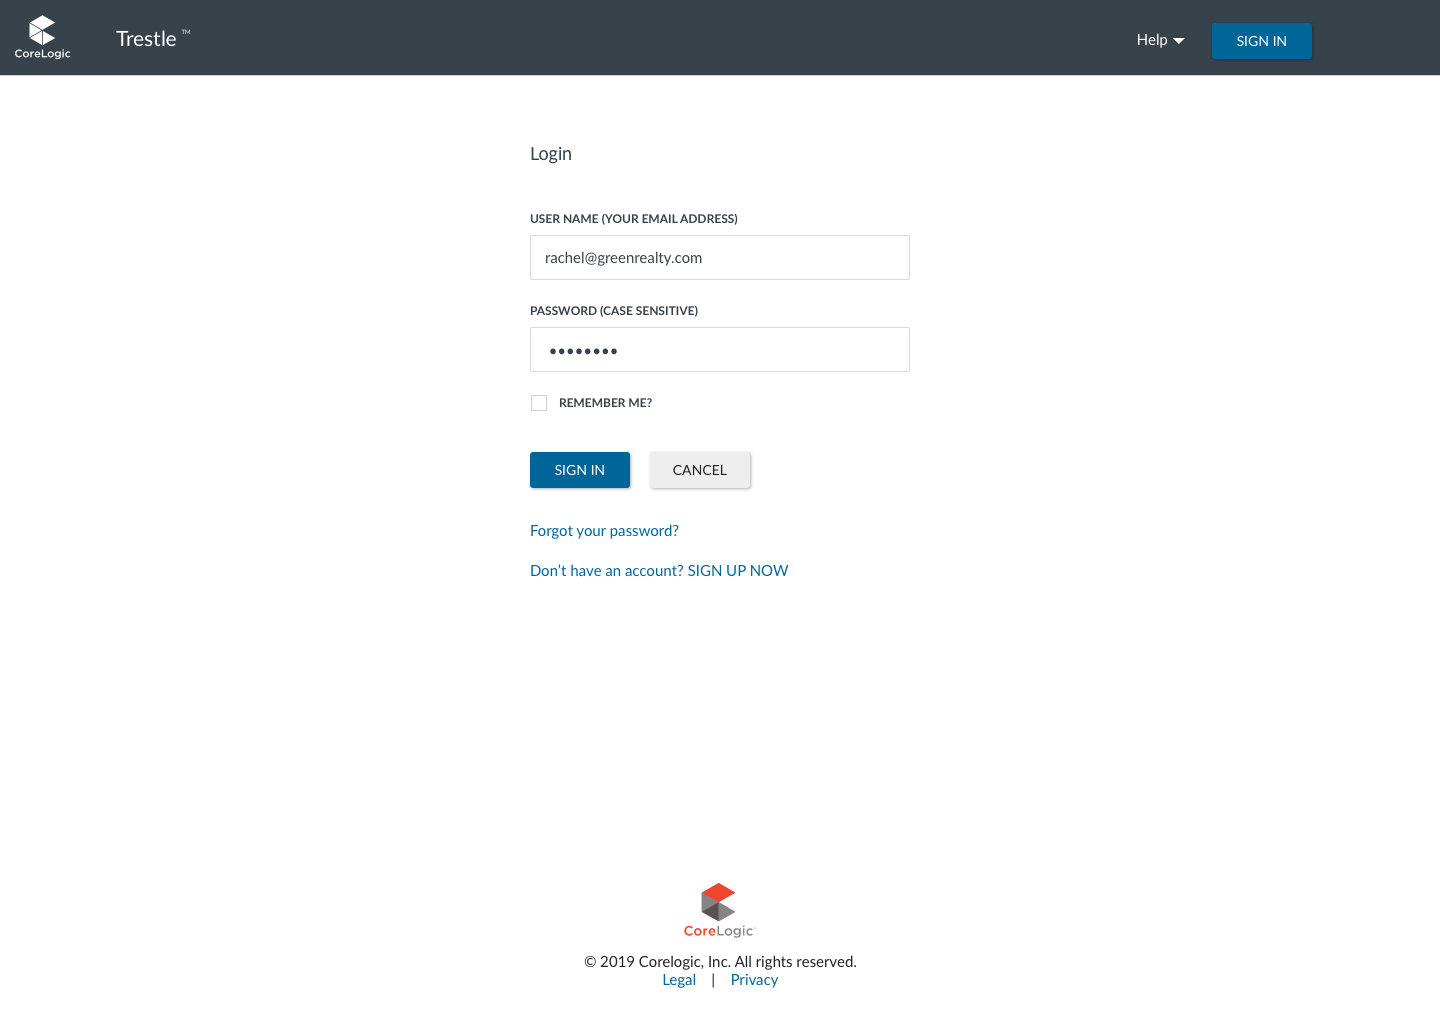 CoreLogic
Trestle ™
Help
SIGN IN
Login
USER NAME (YOUR EMAIL ADDRESS)
rachel@greenrealty.com
PASSWORD (CASE SENSITIVE)
••••••••
REMEMBER ME?
SIGN IN CANCEL
Forgot your password?
Don't have an account? SIGN UP NOW
CoreLogic
© 2019 Corelogic, Inc. All rights reserved.
Legal | Privacy